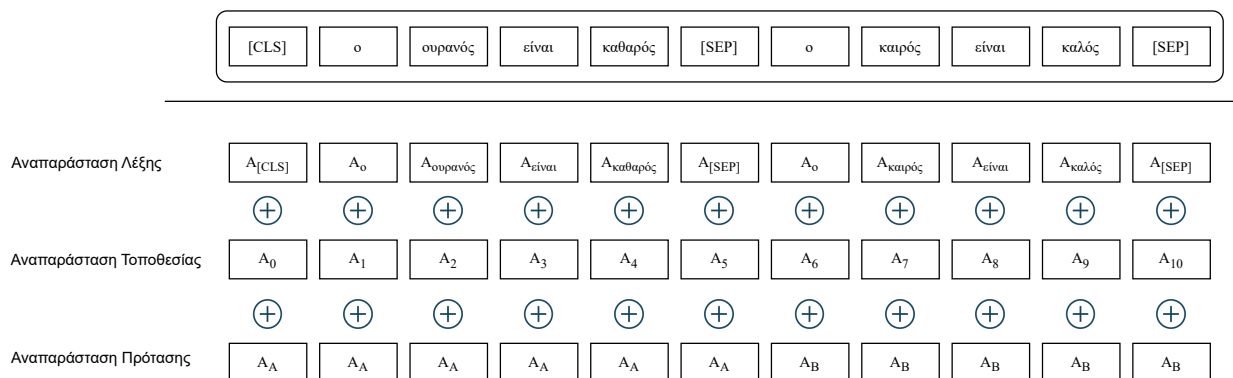 [CLS] ο ουρανός είναι καθαρός [SEP] ο καιρός είναι καλός [SEP]
Αναπαράσταση Λέξης A[CLS] Aο Aουρανός Aείναι Aκαθαρός A[SEP] Aο Aκαιρός Aείναι Aκαλός A[SEP]
Αναπαράσταση Τοποθεσίας A0 A1 A2 A3 A4 A5 A6 A7 A8 A9 A10
Αναπαράσταση Πρότασης AA AA AA AA AA AA AB AB AB AB AB